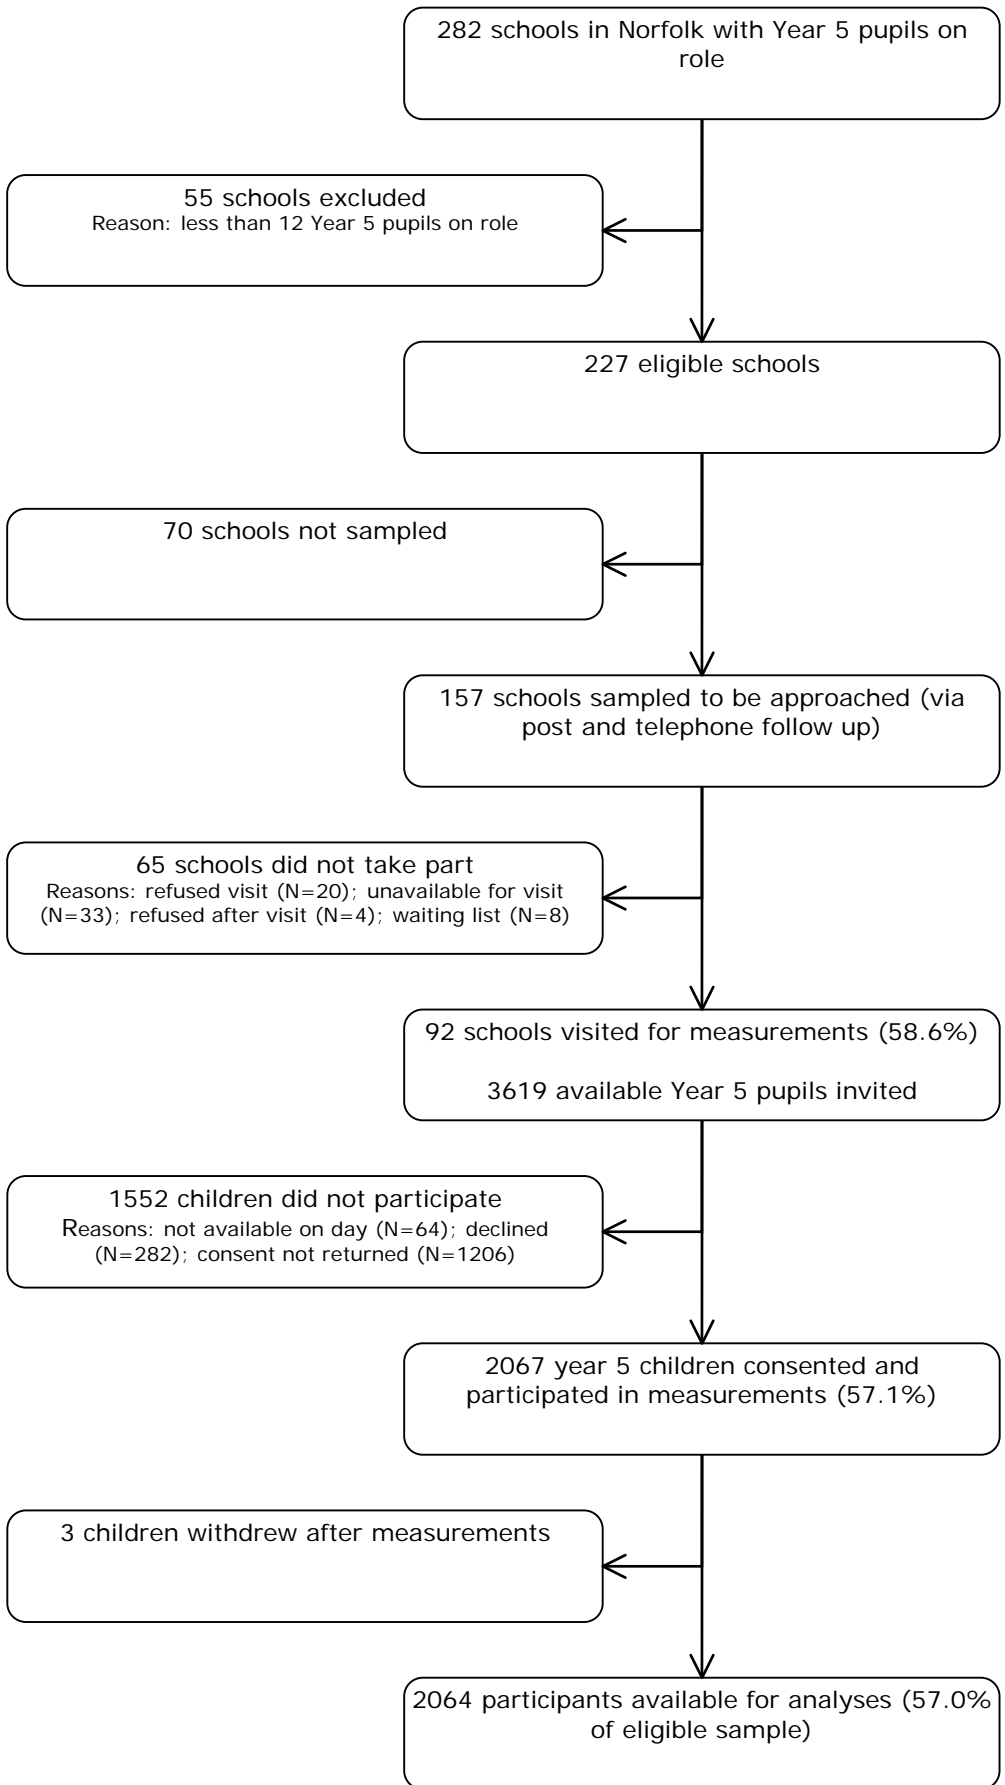 282 schools in Norfolk with Year 5 pupils on
role
55 schools excluded
Reason: less than 12 Year 5 pupils on role
227 eligible schools
70 schools not sampled
157 schools sampled to be approached (via
post and telephone follow up)
65 schools did not take part
Reasons: refused visit (N=20); unavailable for visit
(N=33); refused after visit (N=4); waiting list (N=8)
92 schools visited for measurements (58.6%)
3619 available Year 5 pupils invited
1552 children did not participate
Reasons: not available on day (N=64); declined
(N=282); consent not returned (N=1206)
2067 year 5 children consented and
participated in measurements (57.1%)
3 children withdrew after measurements
2064 participants available for analyses (57.0%
of eligible sample)